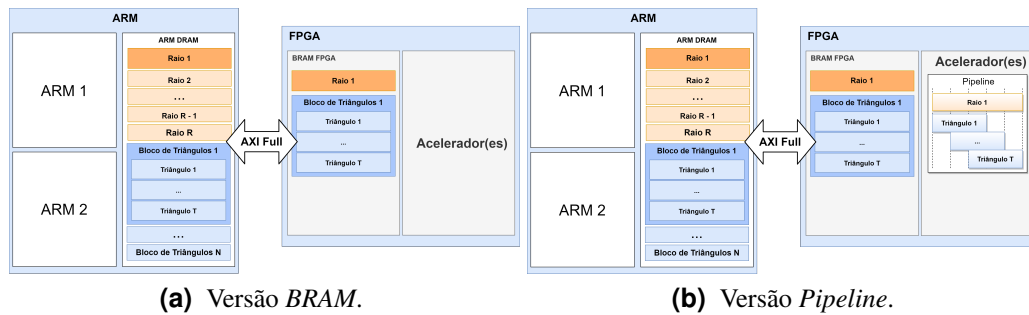 ARM
ARM 1
ARM 2
ARM DRAM
Raio 1
Raio 2
...
Raio R - 1
Raio R
Bloco de Triângulos 1
Triângulo 1
...
Triângulo T
...
Bloco de Triângulos N
AXI Full
FPGA
BRAM FPGA
Raio 1
Bloco de Triângulos 1
Triângulo 1
...
Triângulo T
Acelerador(es)
(a) Versão BRAM.
ARM
ARM 1
ARM 2
ARM DRAM
Raio 1
Raio 2
...
Raio R - 1
Raio R
Bloco de Triângulos 1
Triângulo 1
...
Triângulo T
...
Bloco de Triângulos N
AXI Full
FPGA
BRAM FPGA
Raio 1
Bloco de Triângulos 1
Triângulo 1
...
Triângulo T
Acelerador(es)
Pipeline
Raio 1
Triângulo 1
...
Triângulo T
(b) Versão Pipeline.